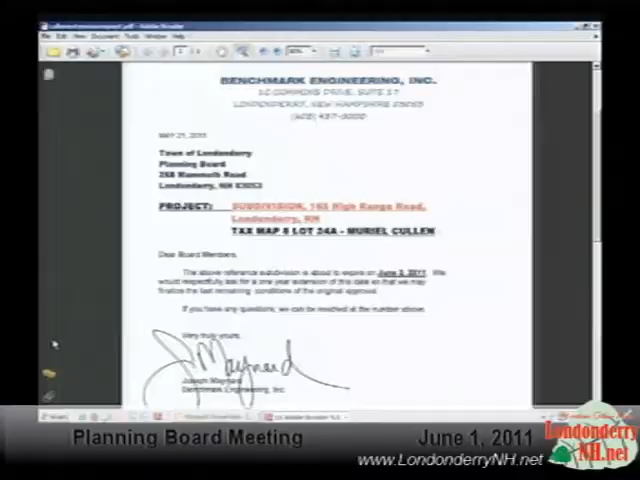 BENCHMARK ENGINEERING, INC.
LONDONDERRY, NEW HAMPSHIRE 03053
MAY 21, 2011
Town of Londonderry
Planning Board
268 Mammoth Road
Londonderry, NH 03053
PROJECT: SUBDIVISION, High Range Road,
Londonderry, NH
TAX MAP 5 LOT 24A - MURIEL CULLEN
Dear Board Members,
The above reference subdivision is about to expire on June 3, 2011. We
would respectfully ask for a one year extension of this date so that we may
finalize the last remaining conditions of the original approval.
If you have any questions, we can be reached at the number above.
Very truly yours,
J Maynard
Joseph Maynard
Benchmark Engineering, Inc.
Planning Board Meeting June 1, 2011
www.LondonderryNH.net
Londonderry
NH.net